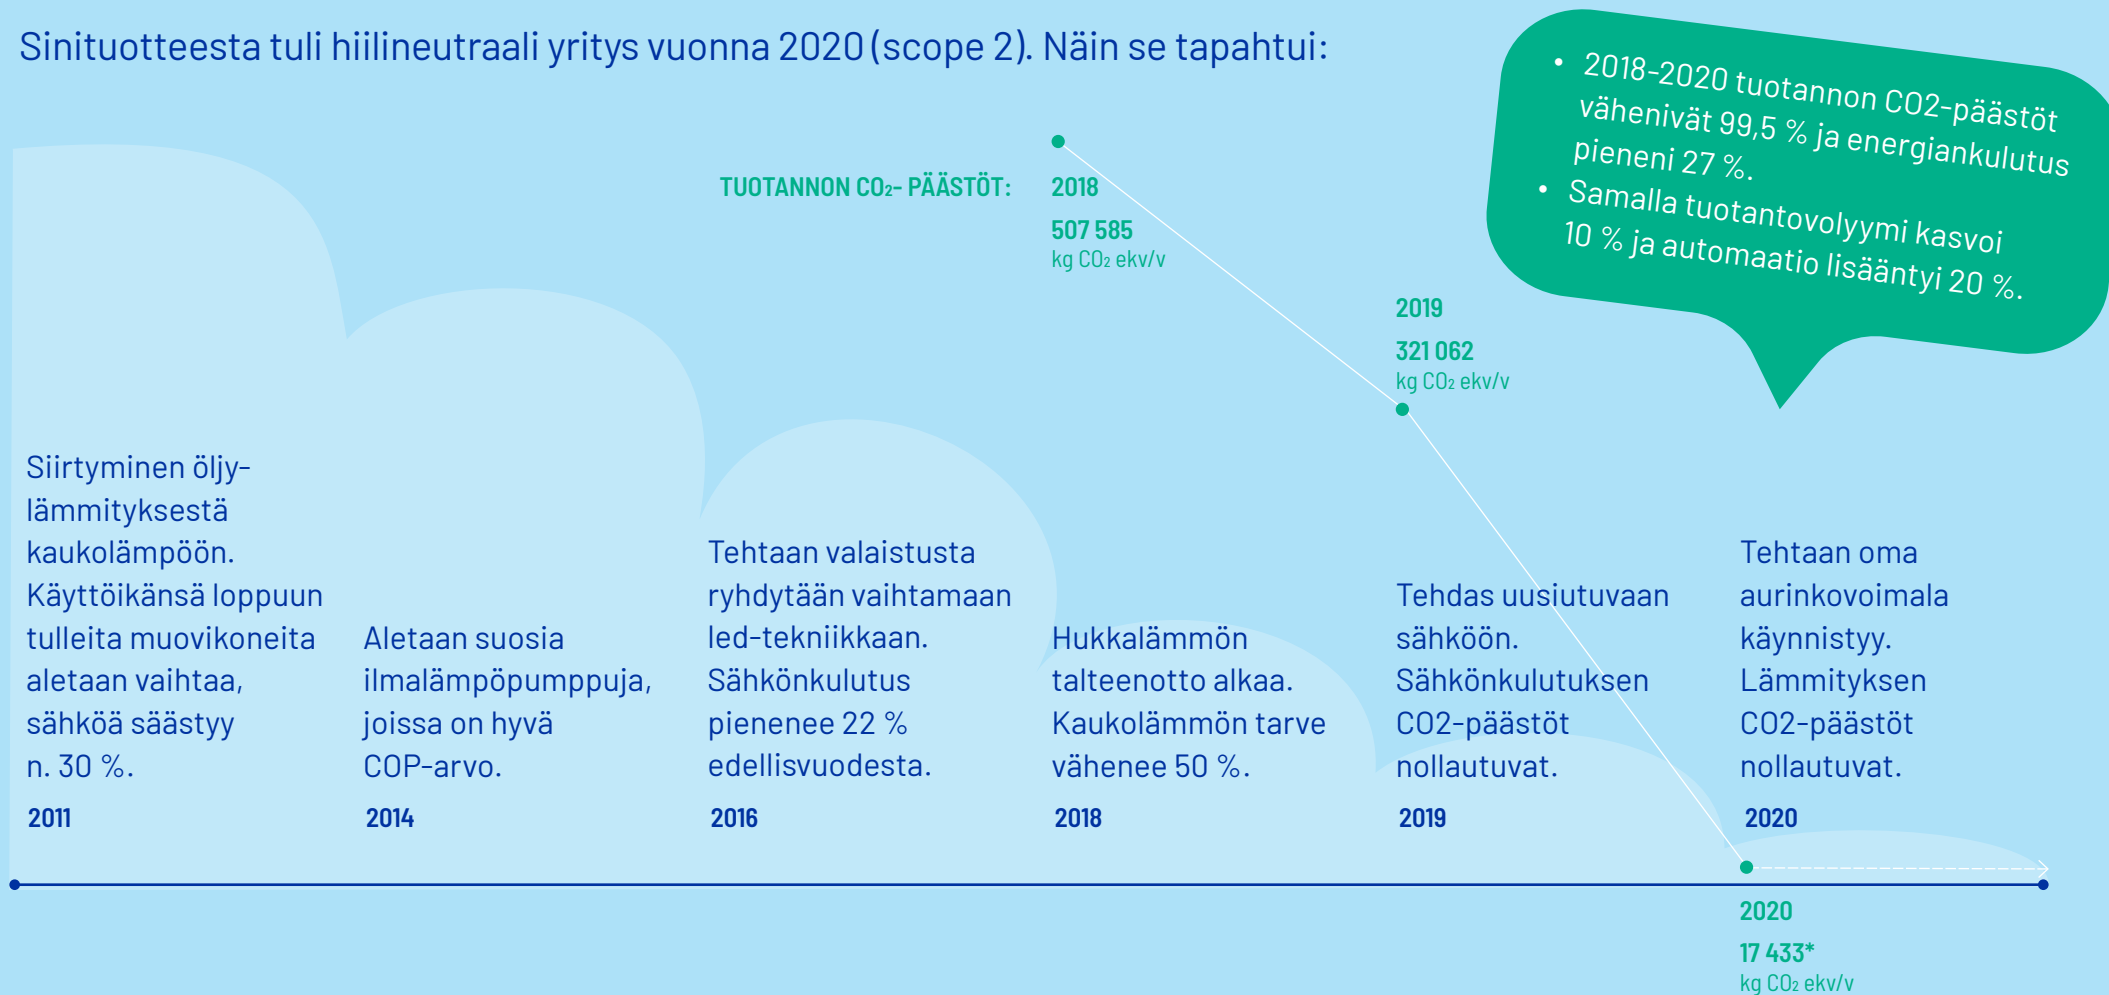 Sinituotteesta tuli hiilineutraali yritys vuonna 2020 (scope 2). Näin se tapahtui:
• 2018-2020 tuotannon CO2-päästöt
vähenivät 99,5 % ja energiankulutus
pieneni 27 %.
• Samalla tuotantovolyymi kasvoi
10 % ja automaatio lisääntyi 20 %.
TUOTANNON CO₂- PÄÄSTÖT:
2018
507 585
kg CO₂ ekv/v
2019
321 062
kg CO₂ ekv/v
Siirtyminen öljy-
lämmityksestä
kaukolämpöön.
Käyttöikänsä loppuun
tulleita muovikoneita
aletaan vaihtaa,
sähköä säästyy
n. 30 %.
2011
Aletaan suosia
ilmalämpöpumppuja,
joissa on hyvä
COP-arvo.
2014
Tehtaan valaistusta
ryhdytään vaihtamaan
led-tekniikkaan.
Sähkönkulutus
pienenee 22 %
edellisvuodesta.
2016
Hukkalämmön
talteenotto alkaa.
Kaukolämmön tarve
vähenee 50 %.
2018
Tehdas uusiutuvaan
sähköön.
Sähkönkulutuksen
CO2-päästöt
nollautuvat.
2019
Tehtaan oma
aurinkovoimala
käynnistyy.
Lämmityksen
CO2-päästöt
nollautuvat.
2020
2020
17 433*
kg CO₂ ekv/v